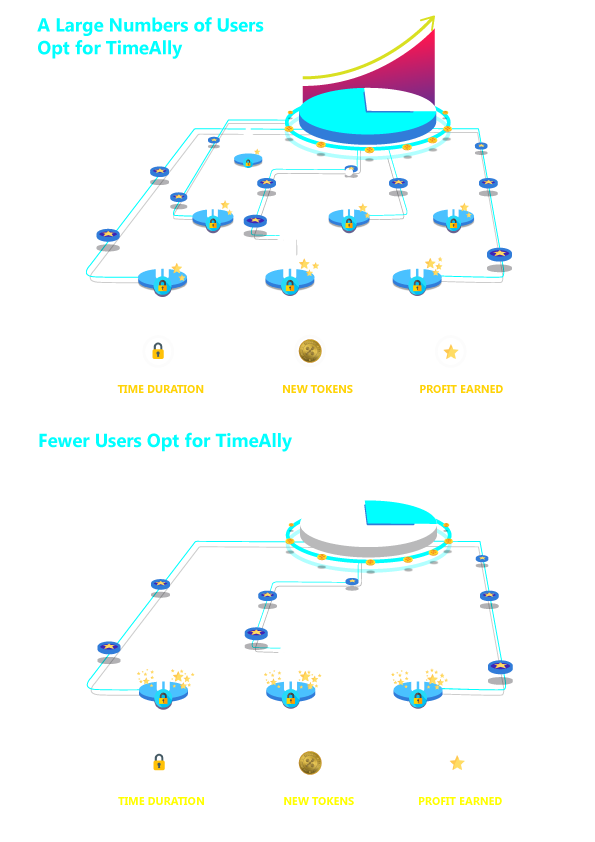 A Large Numbers of Users
Opt for TimeAlly
TIME DURATION
NEW TOKENS
PROFIT EARNED
Fewer Users Opt for TimeAlly
TIME DURATION
NEW TOKENS
PROFIT EARNED